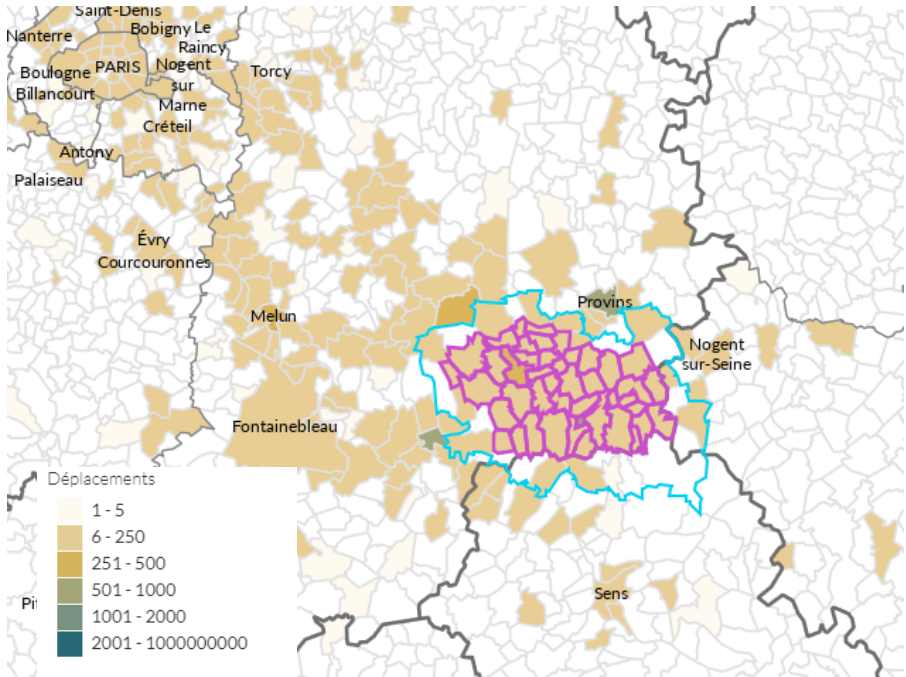 Saint-Denis
Nanterre
Bobigny Le
Raincy
Boulogne
Billancourt
PARIS
Nogent
sur
Marne
Torcy
Créteil
Antony
Palaiseau
Évry
Courcouronnes
Melun
Provins
Nogent
sur-Seine
Fontainebleau
Déplacements
1 - 5
6 - 250
251 - 500
501 - 1000
1001 - 2000
2001 - 1000000000
Sens